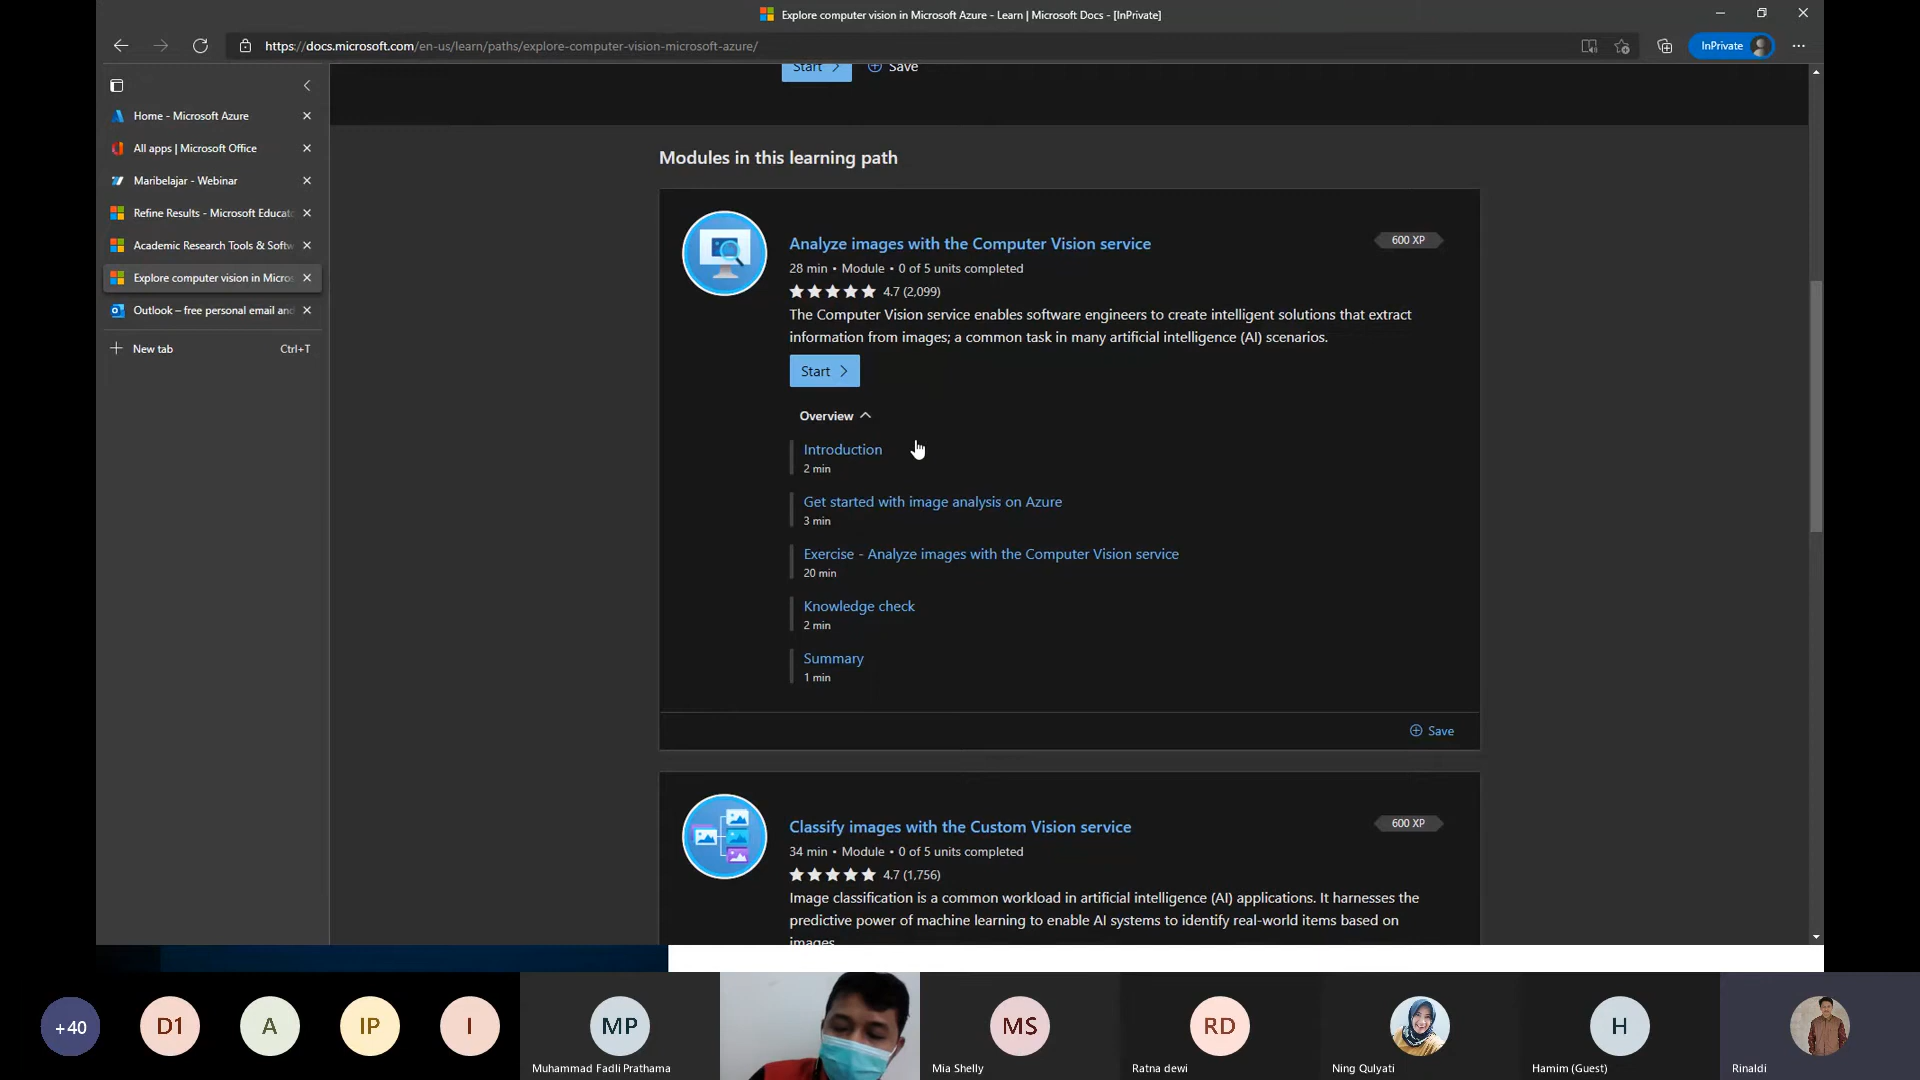 Explore computer vision in Microsoft Azure - Learn | Microsoft Docs - [InPrivate]
https://docs.microsoft.com/en-us/learn/paths/explore-computer-vision-microsoft-azure/
InPrivate
Home - Microsoft Azure
All apps | Microsoft Office
Maribelajar - Webinar
Refine Results - Microsoft Educat
Academic Research Tools & Softw
Explore computer vision in Micros
Outlook – free personal email and
New tab Ctrl+T
Start Save
Modules in this learning path
Analyze images with the Computer Vision service
600 XP
28 min • Module • 0 of 5 units completed
4.7 (2,099)
The Computer Vision service enables software engineers to create intelligent solutions that extract
information from images; a common task in many artificial intelligence (AI) scenarios.
Start
Overview
Introduction
2 min
Get started with image analysis on Azure
3 min
Exercise - Analyze images with the Computer Vision service
20 min
Knowledge check
2 min
Summary
1 min
Save
Classify images with the Custom Vision service
600 XP
34 min • Module • 0 of 5 units completed
4.7 (1,756)
Image classification is a common workload in artificial intelligence (AI) applications. It harnesses the
predictive power of machine learning to enable AI systems to identify real-world items based on
images.
+40 D1 A IP I MP MS RD H
Muhammad Fadli Prathama Mia Shelly Ratna dewi Ning Qulyati Hamim (Guest) Rinaldi